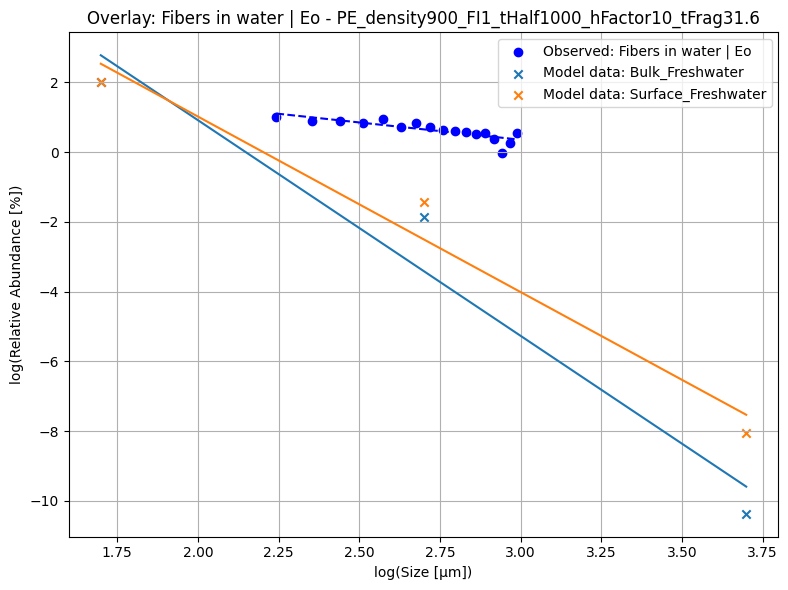 Overlay: Fibers in water | Eo - PE_density900_FI1_tHalf1000_hFactor10_tFrag31.6
Observed: Fibers in water | Eo
Model data: Bulk_Freshwater
Model data: Surface_Freshwater
log(Relative Abundance [%])
2
0
−2
−4
−6
−8
−10
1.75 2.00 2.25 2.50 2.75 3.00 3.25 3.50 3.75
log(Size [μm])